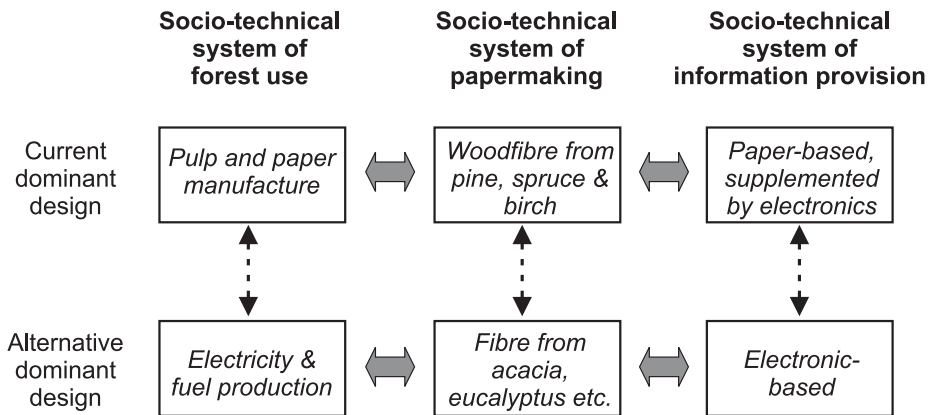 Socio-technical
system of
forest use
Socio-technical
system of
papermaking
Socio-technical
system of
information provision
Current
dominant
design
Pulp and paper
manufacture
Woodfibre from
pine, spruce &
birch
Paper-based,
supplemented
by electronics
Alternative
dominant
design
Electricity &
fuel production
Fibre from
acacia,
eucalyptus etc.
Electronic-
based